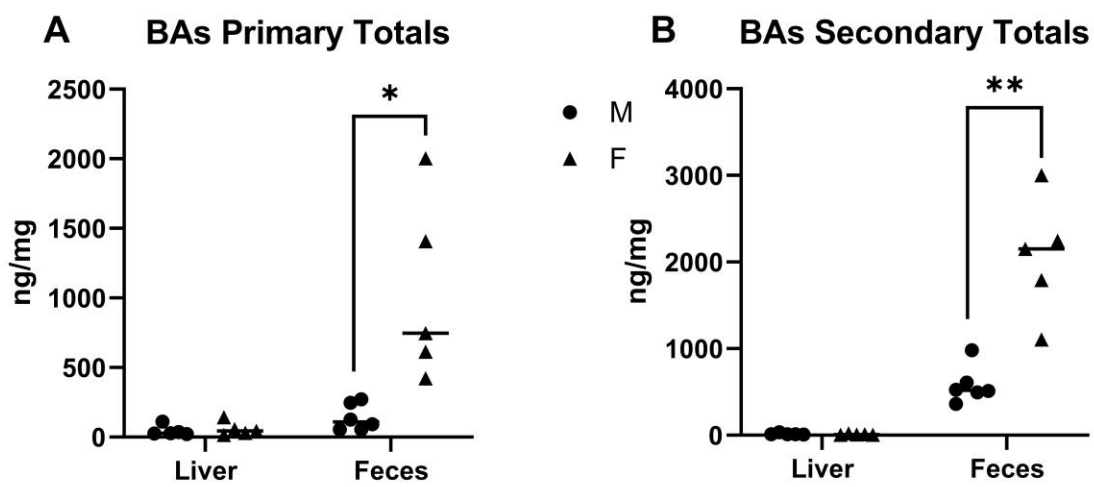 A
BAs Primary Totals
2500
2000
1500
1000
500
0
ng/mg
*
Liver
Feces
M
F
B
BAs Secondary Totals
4000
3000
2000
1000
0
ng/mg
**
Liver
Feces